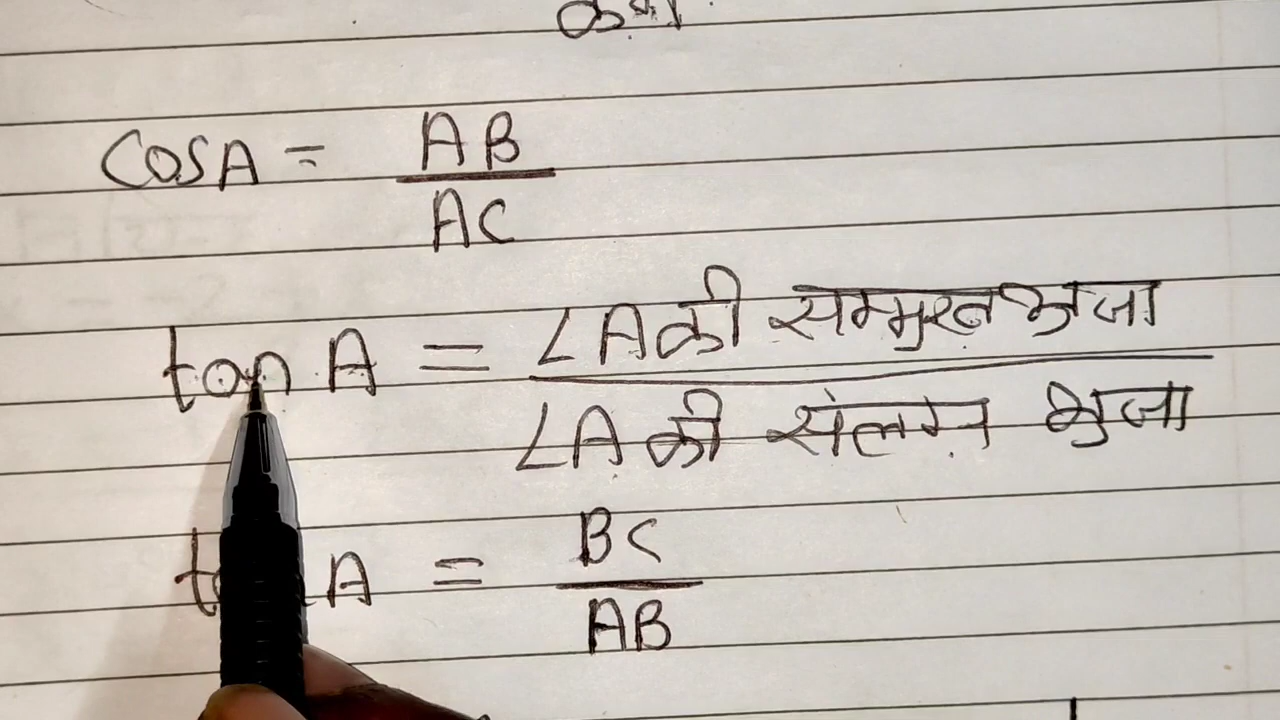 cosA = AB / AC
tan A = ∠A की सम्मुख भुजा / ∠A की संलग्न भुजा
A = BC / AB